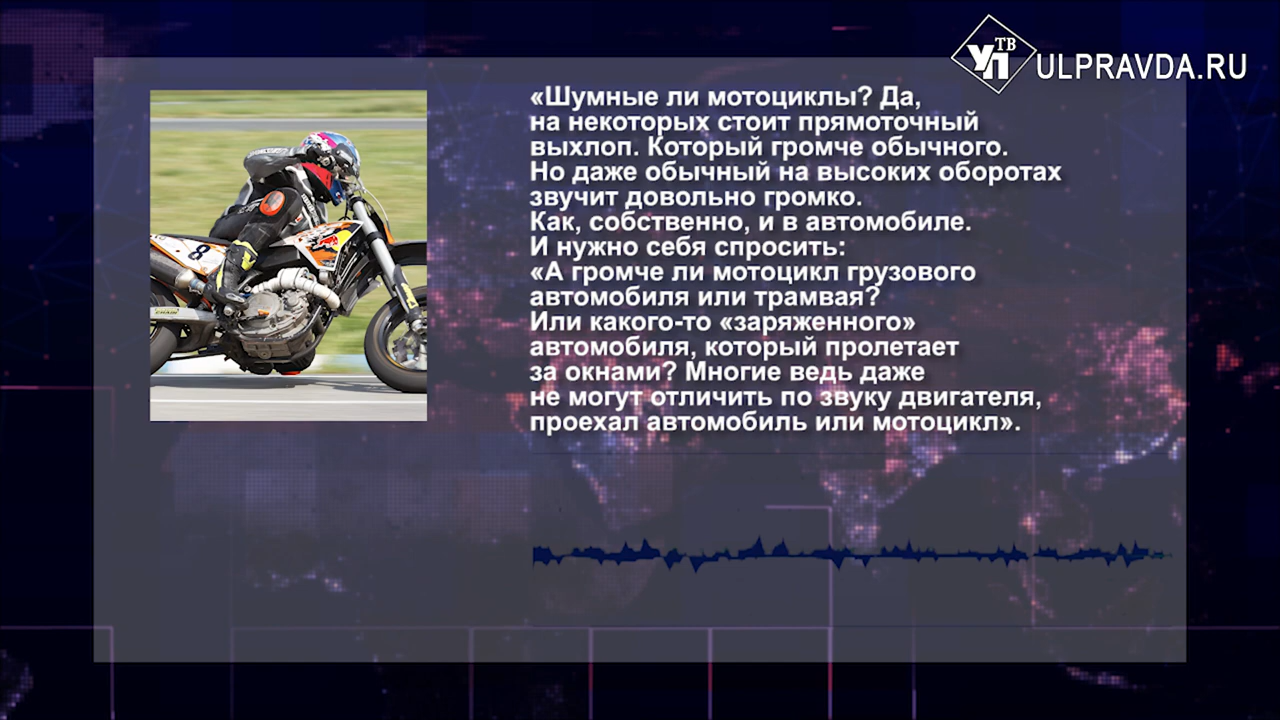 ТВ
УП
ULPRAVDA.RU
«Шумные ли мотоциклы? Да,
на некоторых стоит прямоточный
выхлоп. Который громче обычного.
Но даже обычный на высоких оборотах
звучит довольно громко.
Как, собственно, и в автомобиле.
И нужно себя спросить:
«А громче ли мотоцикл грузового
автомобиля или трамвая?
Или какого-то «заряженного»
автомобиля, который пролетает
за окнами? Многие ведь даже
не могут отличить по звуку двигателя,
проехал автомобиль или мотоцикл».
8